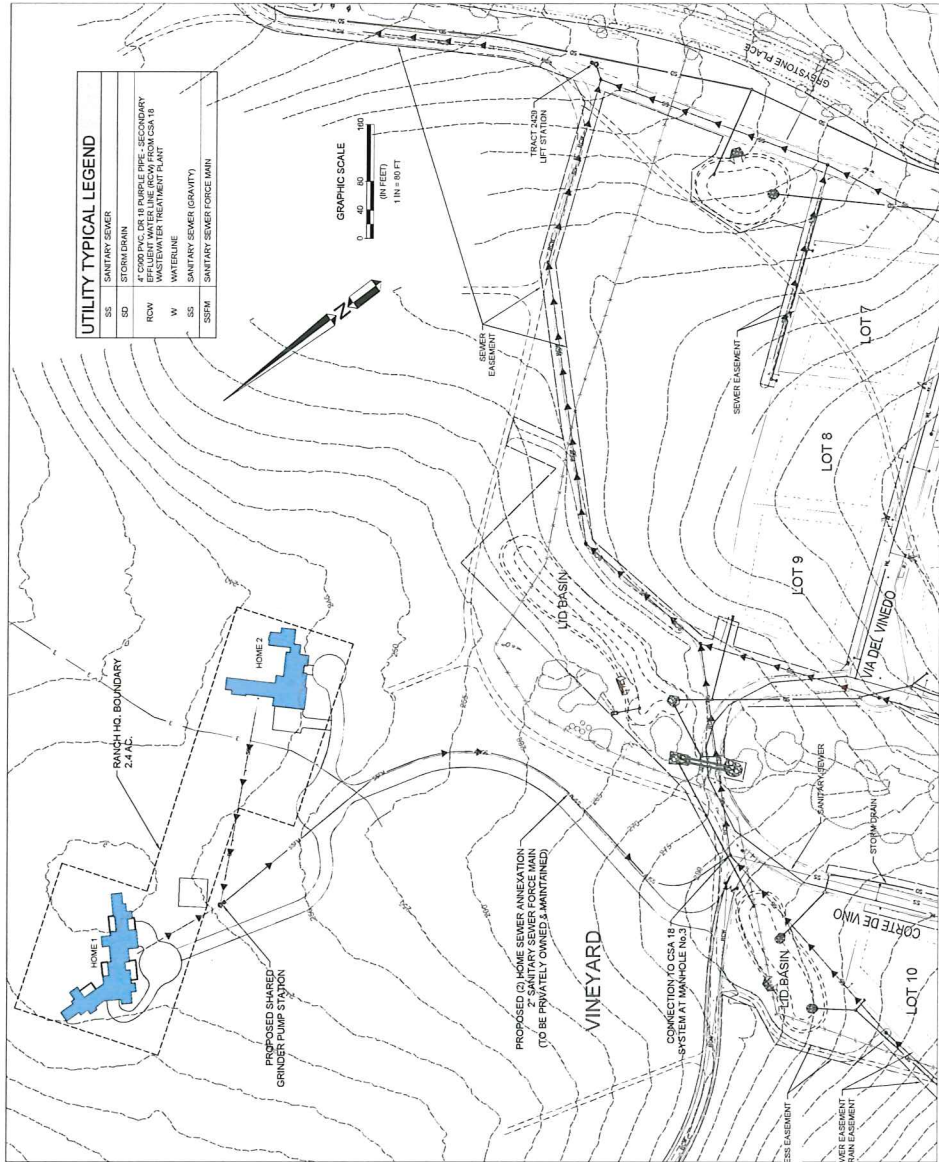 UTILITY TYPICAL LEGEND
SS SANITARY SEWER
SD STORM DRAIN
RCW 4" C900 PVC, DR 18 PURPLE PIPE - SECONDARY
EFFLUENT WATER LINE (RCW) FROM CSA 18
WASTEWATER TREATMENT PLANT
W WATERLINE
SS SANITARY SEWER (GRAVITY)
SSFM SANITARY SEWER FORCE MAIN
GRAPHIC SCALE
0 40 80 160
(IN FEET)
1 IN = 80 FT
N
GREYSTONE PLACE
TRACT 2429
LIFT STATION
SEWER
EASEMENT
SEWER EASEMENT
LOT 7
LOT 8
LOT 9
VIA DEL VINEDO
LID BASIN
RANCH HQ. BOUNDARY
2.4 AC.
HOME 2
HOME 1
PROPOSED SHARED
GRINDER PUMP STATION
PROPOSED (2) HOME SEWER ANNEXATION
2" SANITARY SEWER FORCE MAIN
(TO BE PRIVATELY OWNED & MAINTAINED)
VINEYARD
CONNECTION TO CSA 18
SYSTEM AT MANHOLE No.3
SANITARY SEWER
STORM DRAIN
CORTE DE VINO
LID BASIN
LOT 10
ESS EASEMENT
WER EASEMENT
RAIN EASEMENT